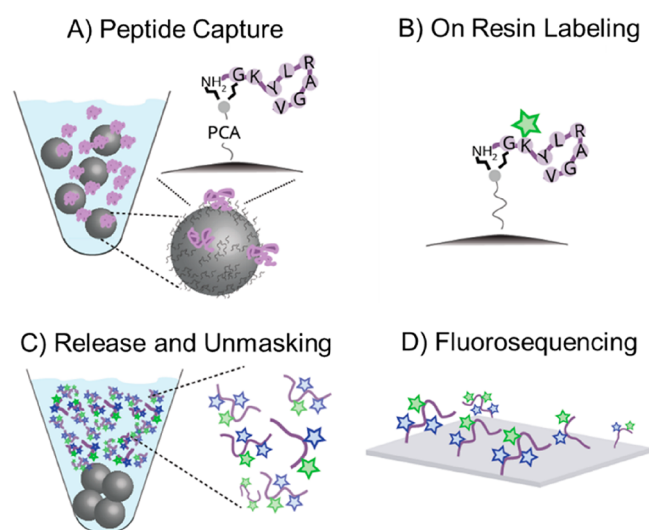 A) Peptide Capture
B) On Resin Labeling
NH2 G K Y L R A G V
PCA
NH2 G K Y L R A G V
C) Release and Unmasking
D) Fluorosequencing